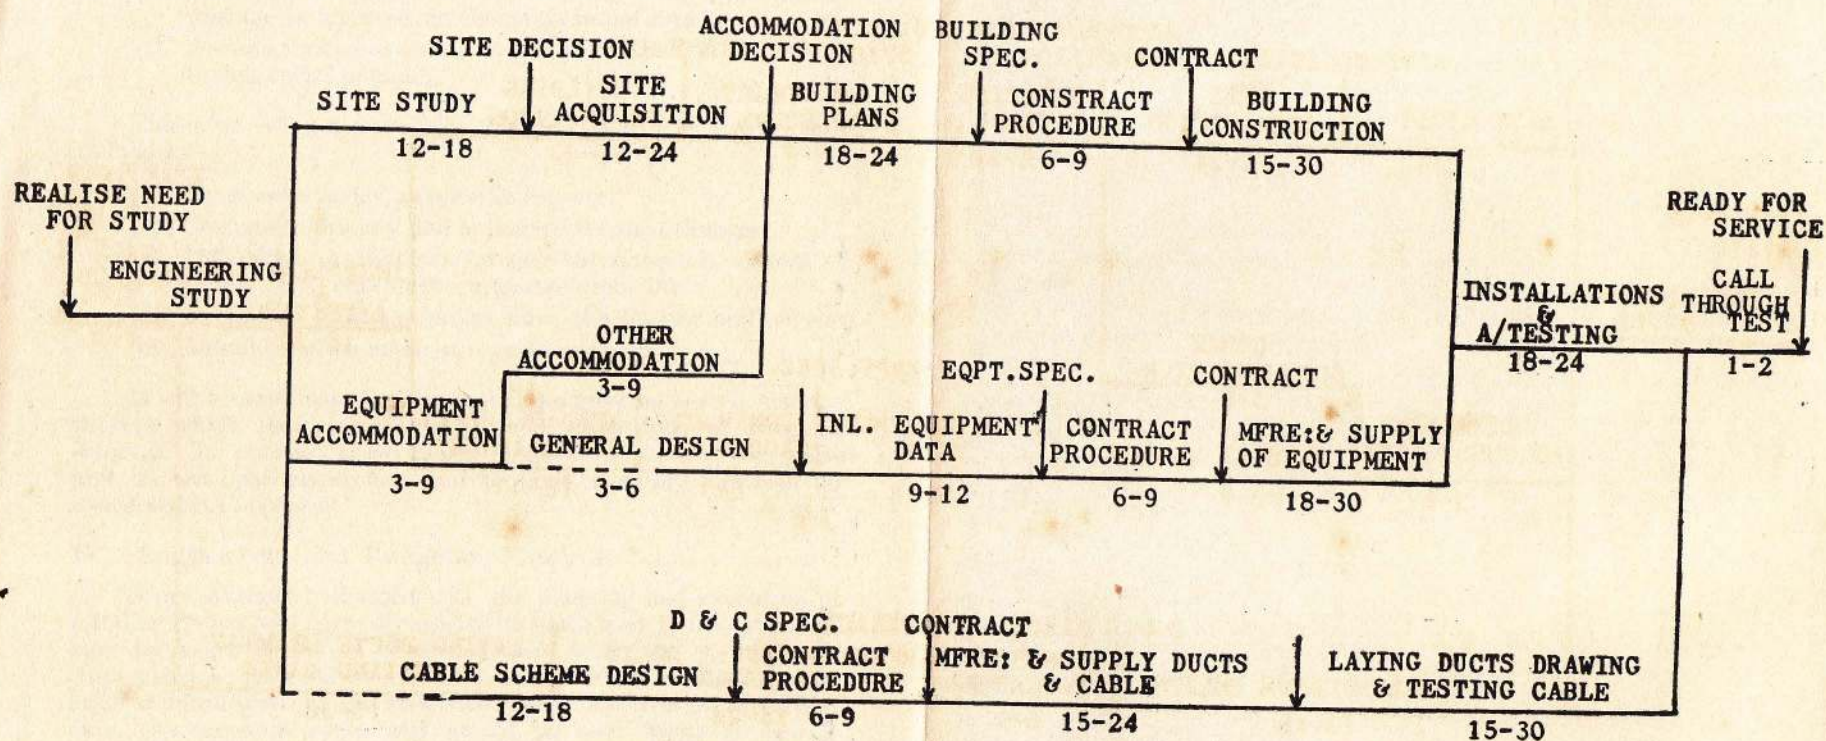 SITE DECISION
ACCOMMODATION
DECISION
BUILDING
SPEC.
CONTRACT
SITE STUDY
12-18
SITE
ACQUISITION
12-24
BUILDING
PLANS
18-24
CONSTRACT
PROCEDURE
6-9
BUILDING
CONSTRUCTION
15-30
REALISE NEED
FOR STUDY
ENGINEERING
STUDY
READY FOR
SERVICE
INSTALLATIONS
&
A/TESTING
18-24
CALL
THROUGH
TEST
1-2
OTHER
ACCOMMODATION
3-9
EQUIPMENT
ACCOMMODATION
3-9
GENERAL DESIGN
3-6
INL. EQUIPMENT
DATA
9-12
EQPT.SPEC.
CONTRACT
PROCEDURE
6-9
CONTRACT
MFRE:& SUPPLY
OF EQUIPMENT
18-30
D & C SPEC.
CONTRACT
CABLE SCHEME DESIGN
12-18
CONTRACT
PROCEDURE
6-9
MFRE: & SUPPLY DUCTS
& CABLE
15-24
LAYING DUCTS DRAWING
& TESTING CABLE
15-30